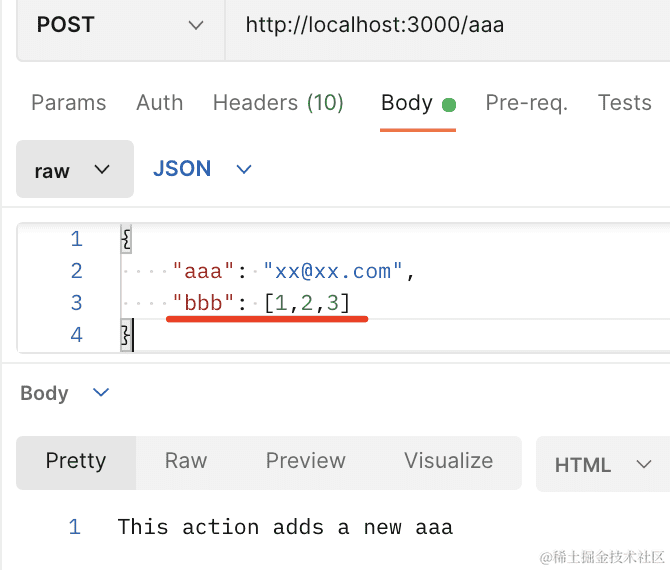 POST http://localhost:3000/aaa
Params Auth Headers (10) Body Pre-req. Tests
raw JSON
1 {
2 "aaa": "xx@xx.com",
3 "bbb": [1,2,3]
4 }
Body
Pretty Raw Preview Visualize HTML
1 This action adds a new aaa
@稀土掘金技术社区